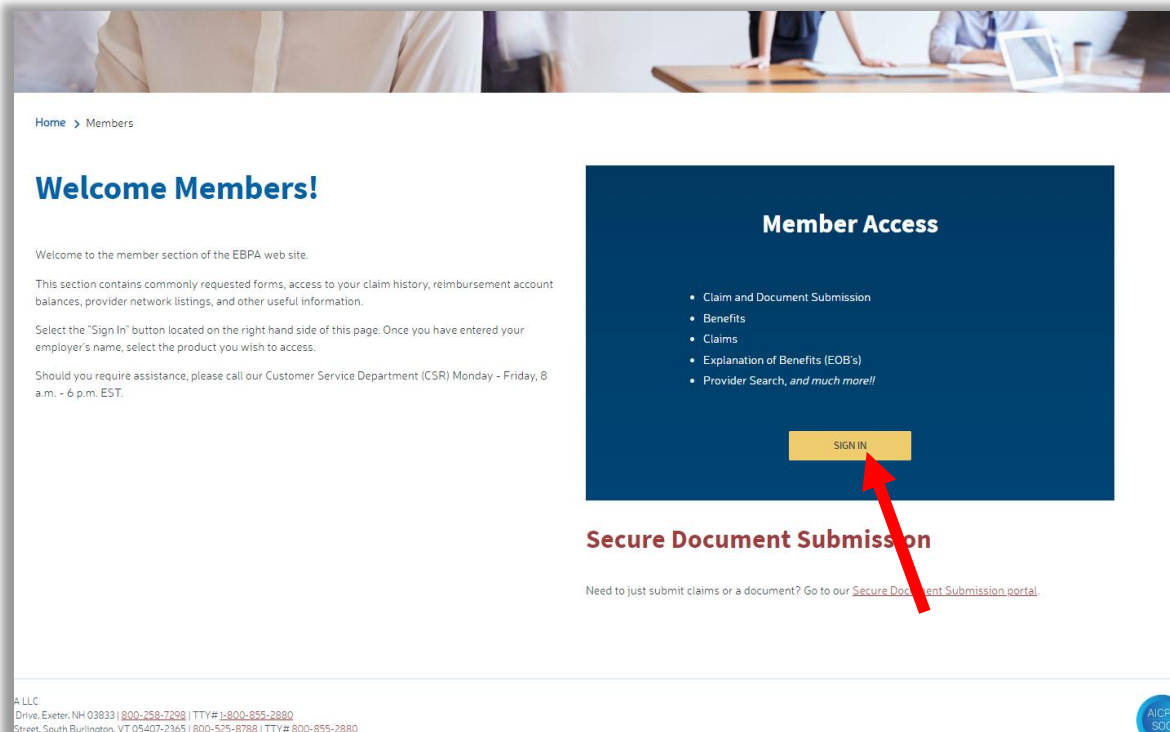 Home > Members
Welcome Members!
Welcome to the member section of the EBPA web site.
This section contains commonly requested forms, access to your claim history, reimbursement account
balances, provider network listings, and other useful information.
Select the "Sign In" button located on the right hand side of this page. Once you have entered your
employer's name, select the product you wish to access.
Should you require assistance, please call our Customer Service Department (CSR) Monday - Friday, 8
a.m. - 6 p.m. EST.
Member Access
• Claim and Document Submission
• Benefits
• Claims
• Explanation of Benefits (EOB's)
• Provider Search, and much more!!
SIGN IN
Secure Document Submission
Need to just submit claims or a document? Go to our Secure Document Submission portal.
A LLC
Drive, Exeter, NH 03833 | 800-258-7298 | TTY# 1-800-855-2880
Street, South Burlington, VT 05407-2365 | 800-525-8788 | TTY# 800-855-2880